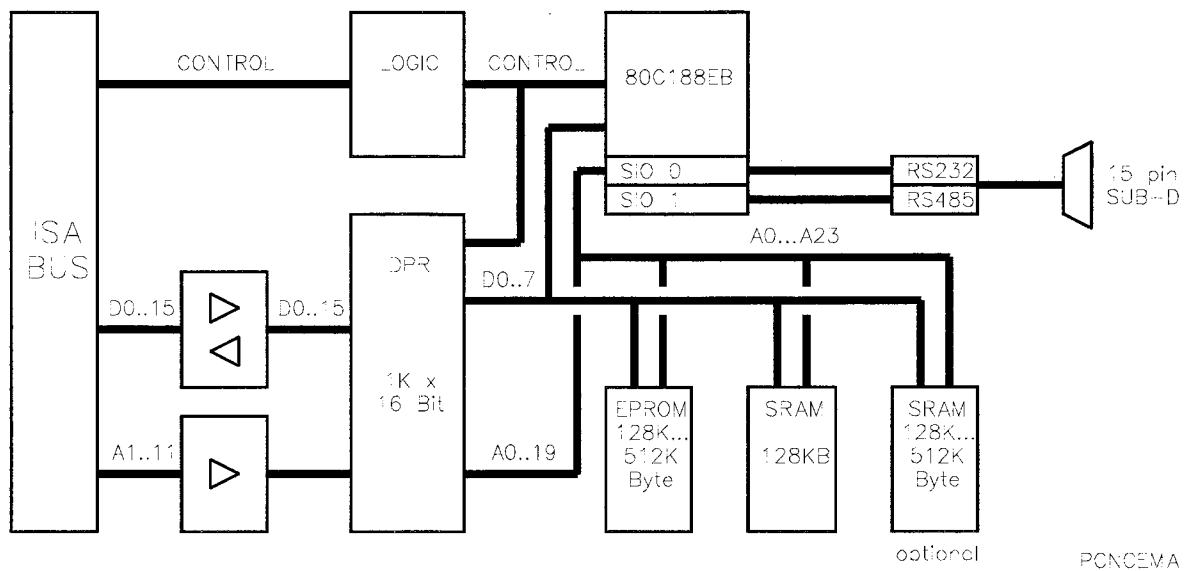 CONTROL
LOGIC
CONTROL
80C188EB
SIO 0
SIO 1
RS232
RS485
15 pin
SUB-D
ISA
BUS
A0...A23
DPR
D0..7
D0..15
D0..15
1K x
16 Bit
A1..11
A0..19
EPROM
128K...
512K
Byte
SRAM
128KB
SRAM
128K...
512K
Byte
optional